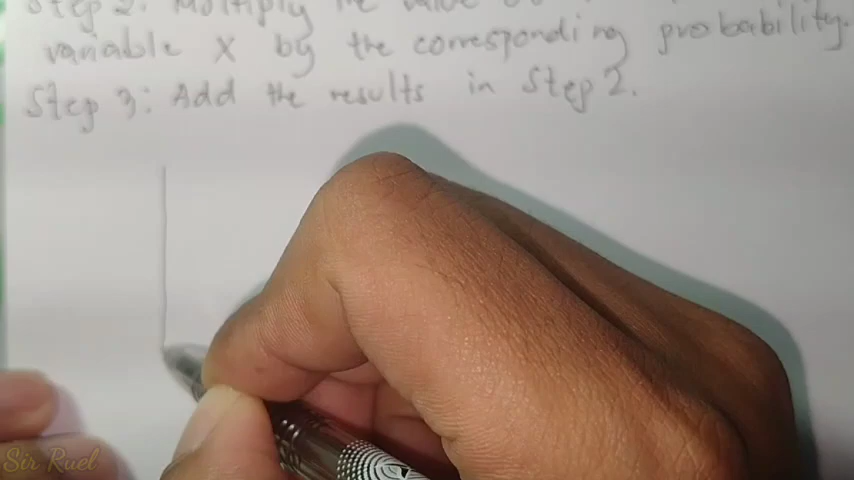 Step 2: Multiply the value of
variable X by the corresponding probability.
Step 3: Add the results in Step 2.
Sir Ruel